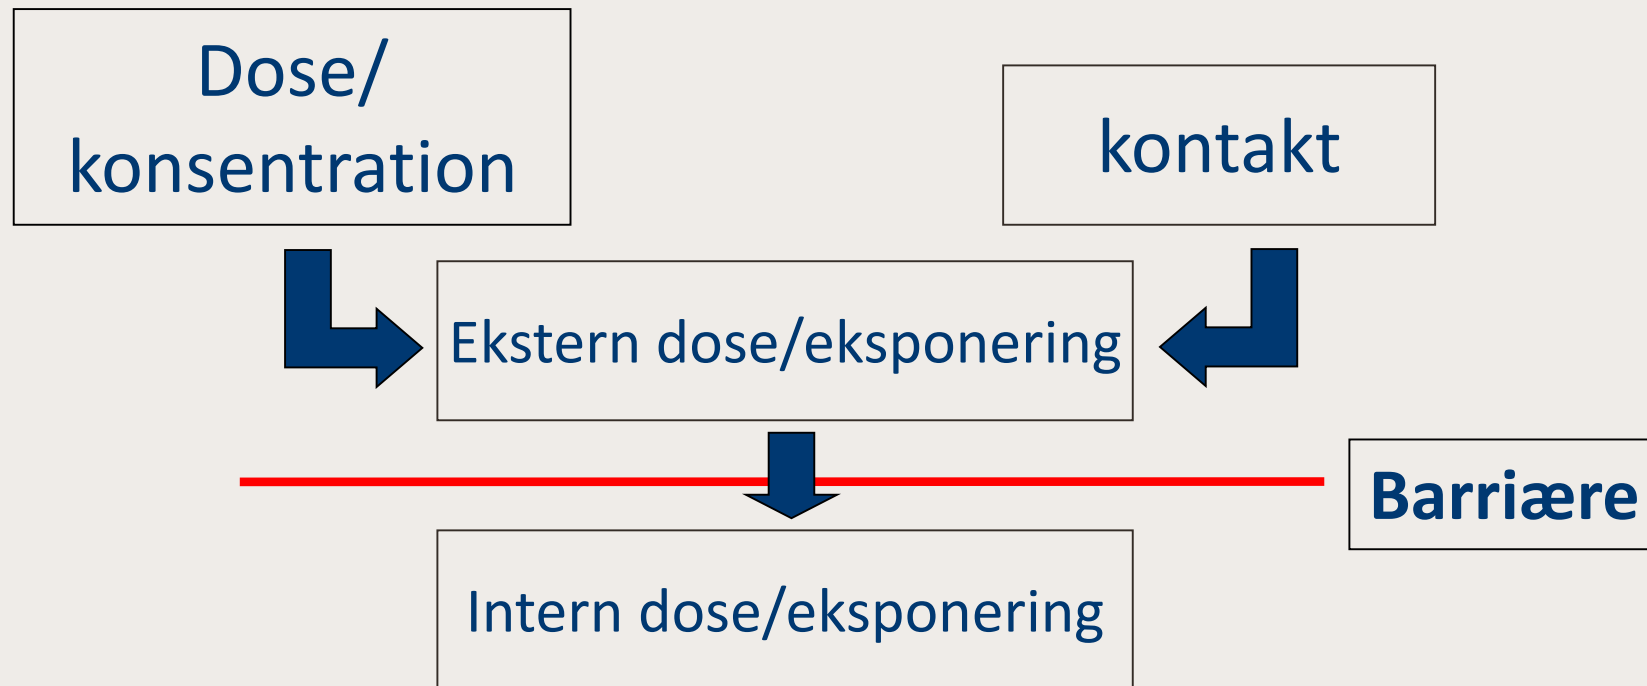 Dose/
konsentration
kontakt
Ekstern dose/eksponering
Barriære
Intern dose/eksponering